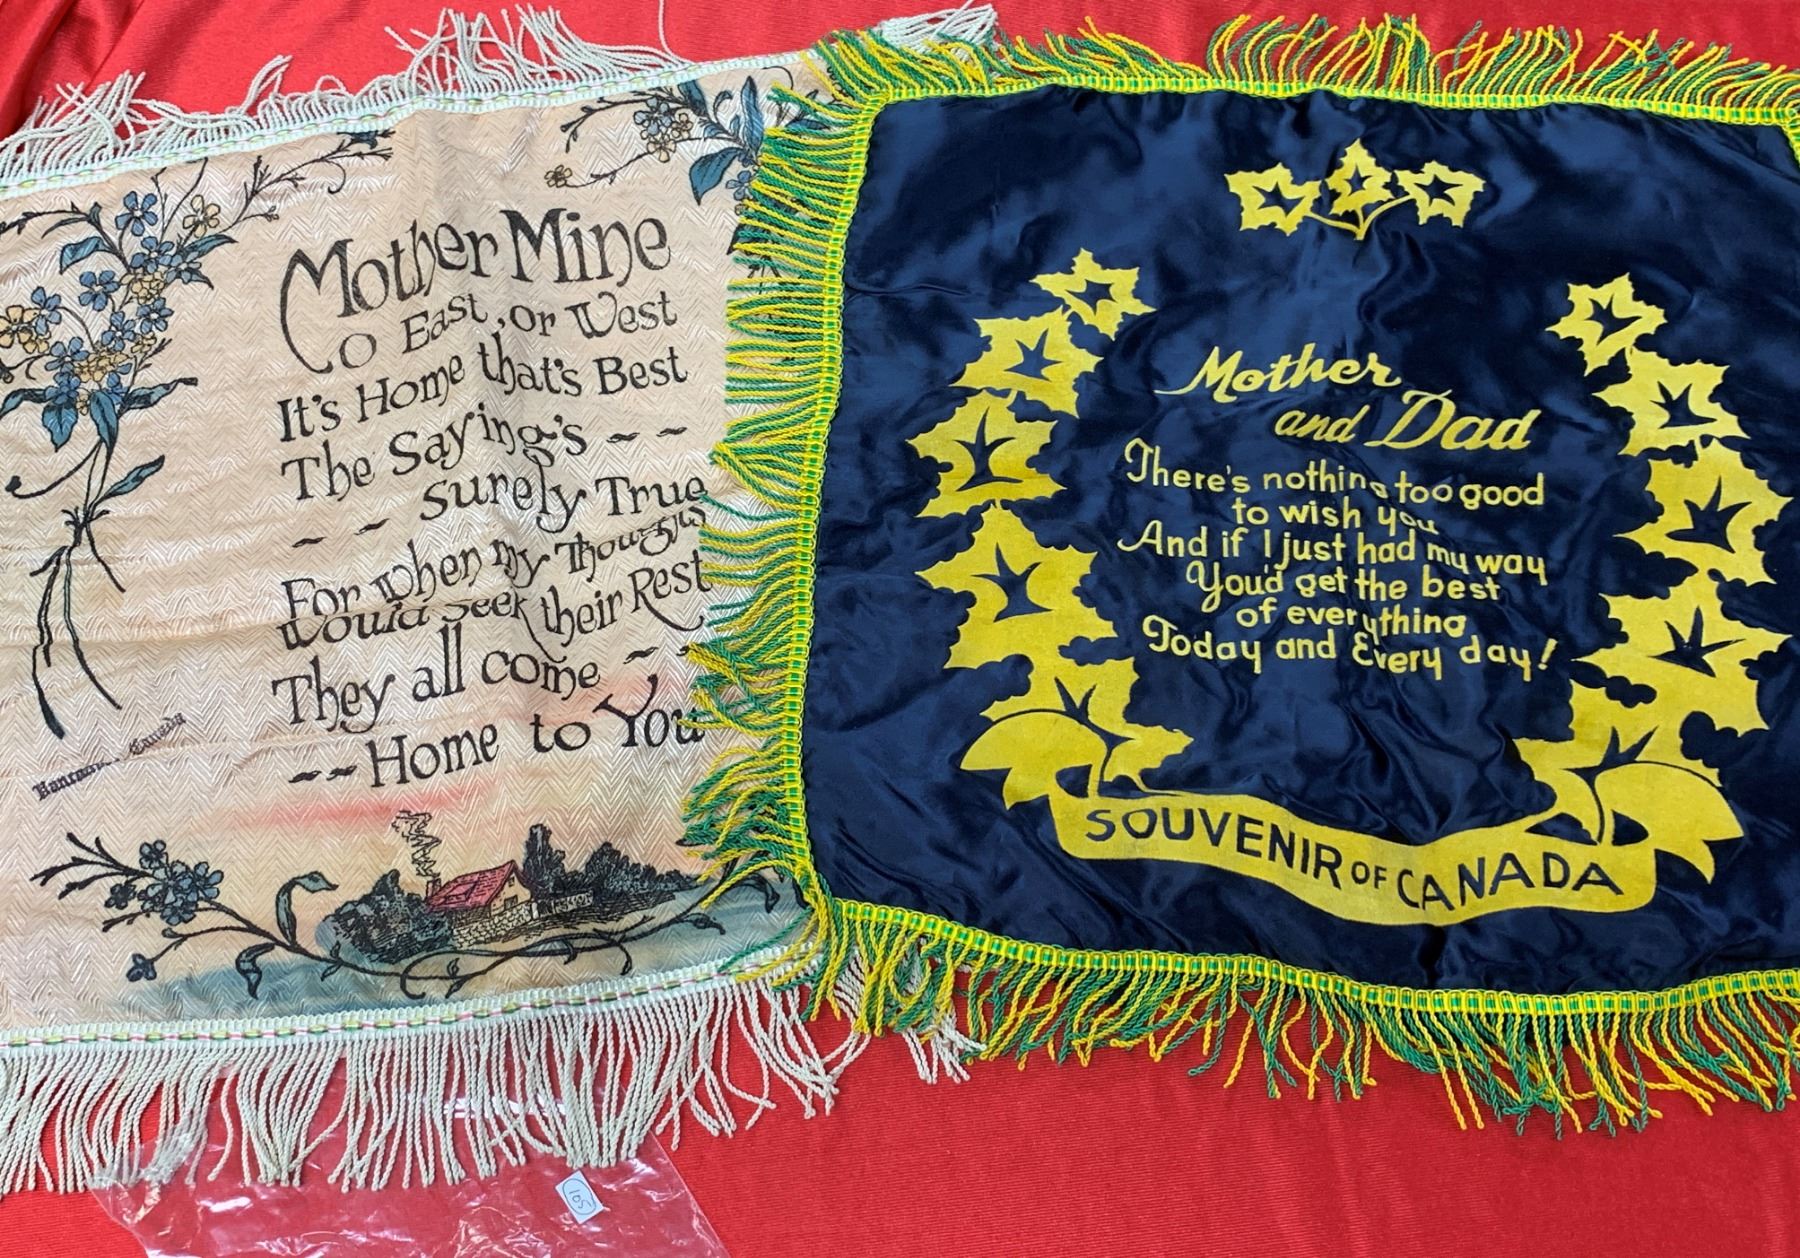 Mother Mine
O East, or West
It's Home that's Best
The Saying's ~ ~
~ ~ surely True
For when my Thoughts
Would Seek their Rest
They all come ~ ~
~~ Home to You
Canada
Mother
and Dad
There's nothing too good
to wish you
And if I just had my way
You'd get the best
of everything
Today and Every day!
SOUVENIR OF CANADA
105